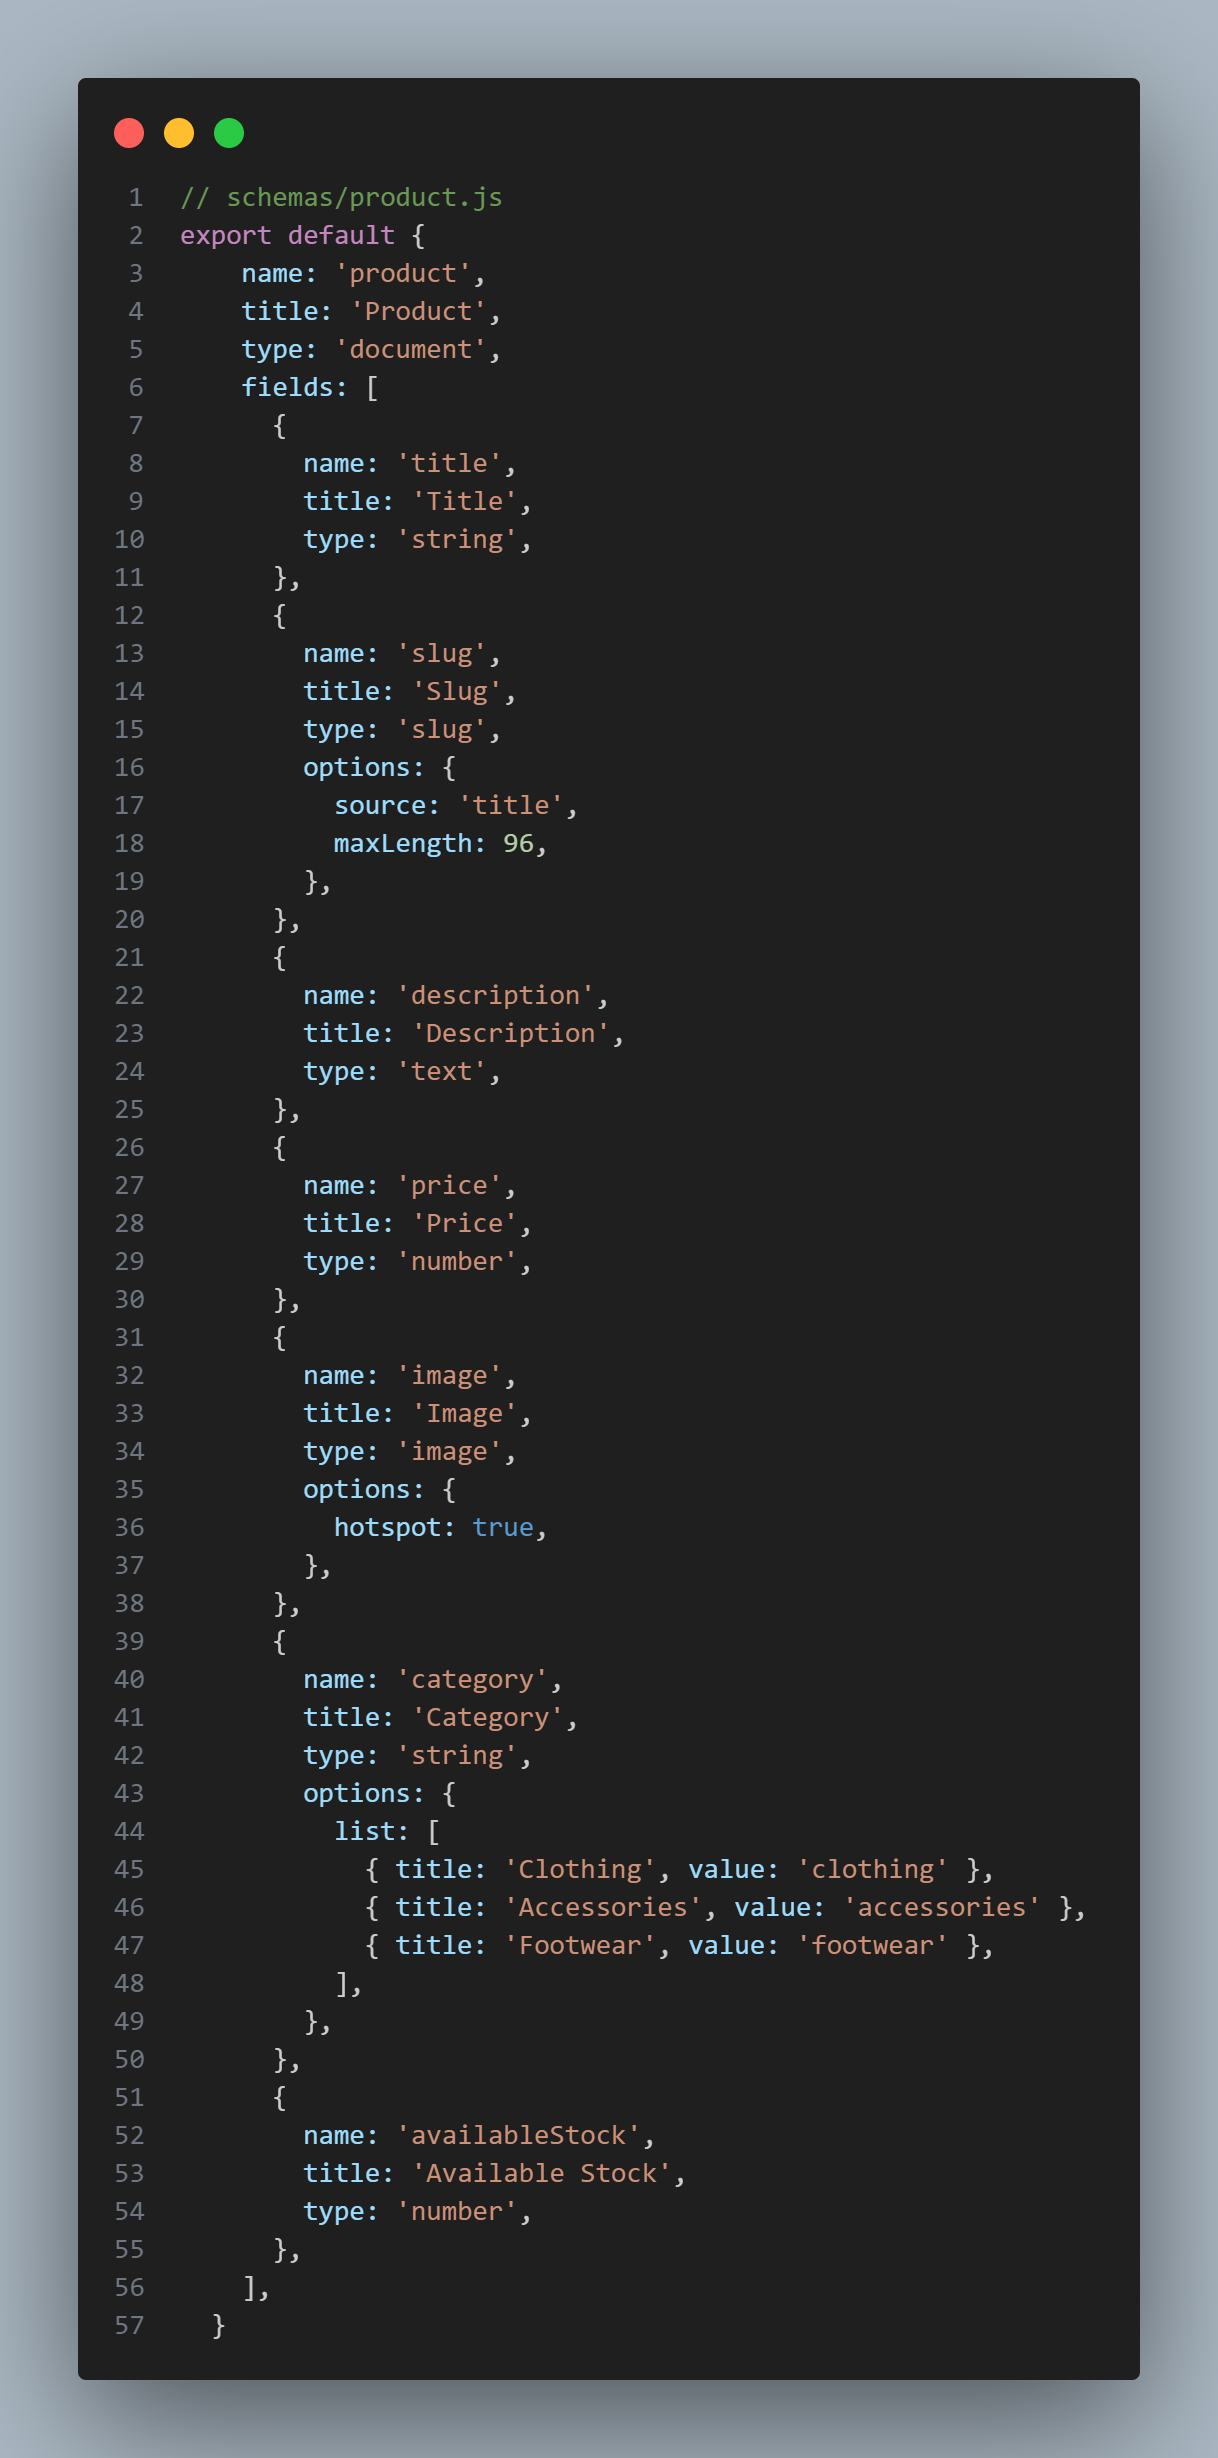 1 // schemas/product.js
2 export default {
3     name: 'product',
4     title: 'Product',
5     type: 'document',
6     fields: [
7       {
8         name: 'title',
9         title: 'Title',
10         type: 'string',
11       },
12       {
13         name: 'slug',
14         title: 'Slug',
15         type: 'slug',
16         options: {
17           source: 'title',
18           maxLength: 96,
19         },
20       },
21       {
22         name: 'description',
23         title: 'Description',
24         type: 'text',
25       },
26       {
27         name: 'price',
28         title: 'Price',
29         type: 'number',
30       },
31       {
32         name: 'image',
33         title: 'Image',
34         type: 'image',
35         options: {
36           hotspot: true,
37         },
38       },
39       {
40         name: 'category',
41         title: 'Category',
42         type: 'string',
43         options: {
44           list: [
45             { title: 'Clothing', value: 'clothing' },
46             { title: 'Accessories', value: 'accessories' },
47             { title: 'Footwear', value: 'footwear' },
48           ],
49         },
50       },
51       {
52         name: 'availableStock',
53         title: 'Available Stock',
54         type: 'number',
55       },
56     ],
57   }